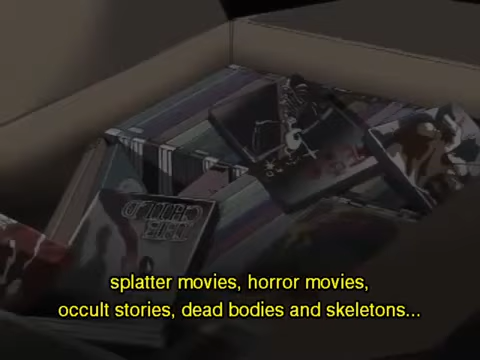 splatter movies, horror movies,
occult stories, dead bodies and skeletons...